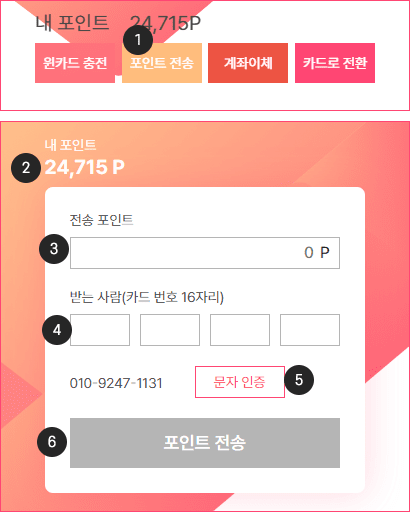 내 포인트 24,715P
1
윈카드 충전 포인트 전송 계좌이체 카드로 전환
내 포인트
2
24,715 P
전송 포인트
3
0 P
받는 사람(카드 번호 16자리)
4
010-9247-1131 문자 인증 5
6 포인트 전송